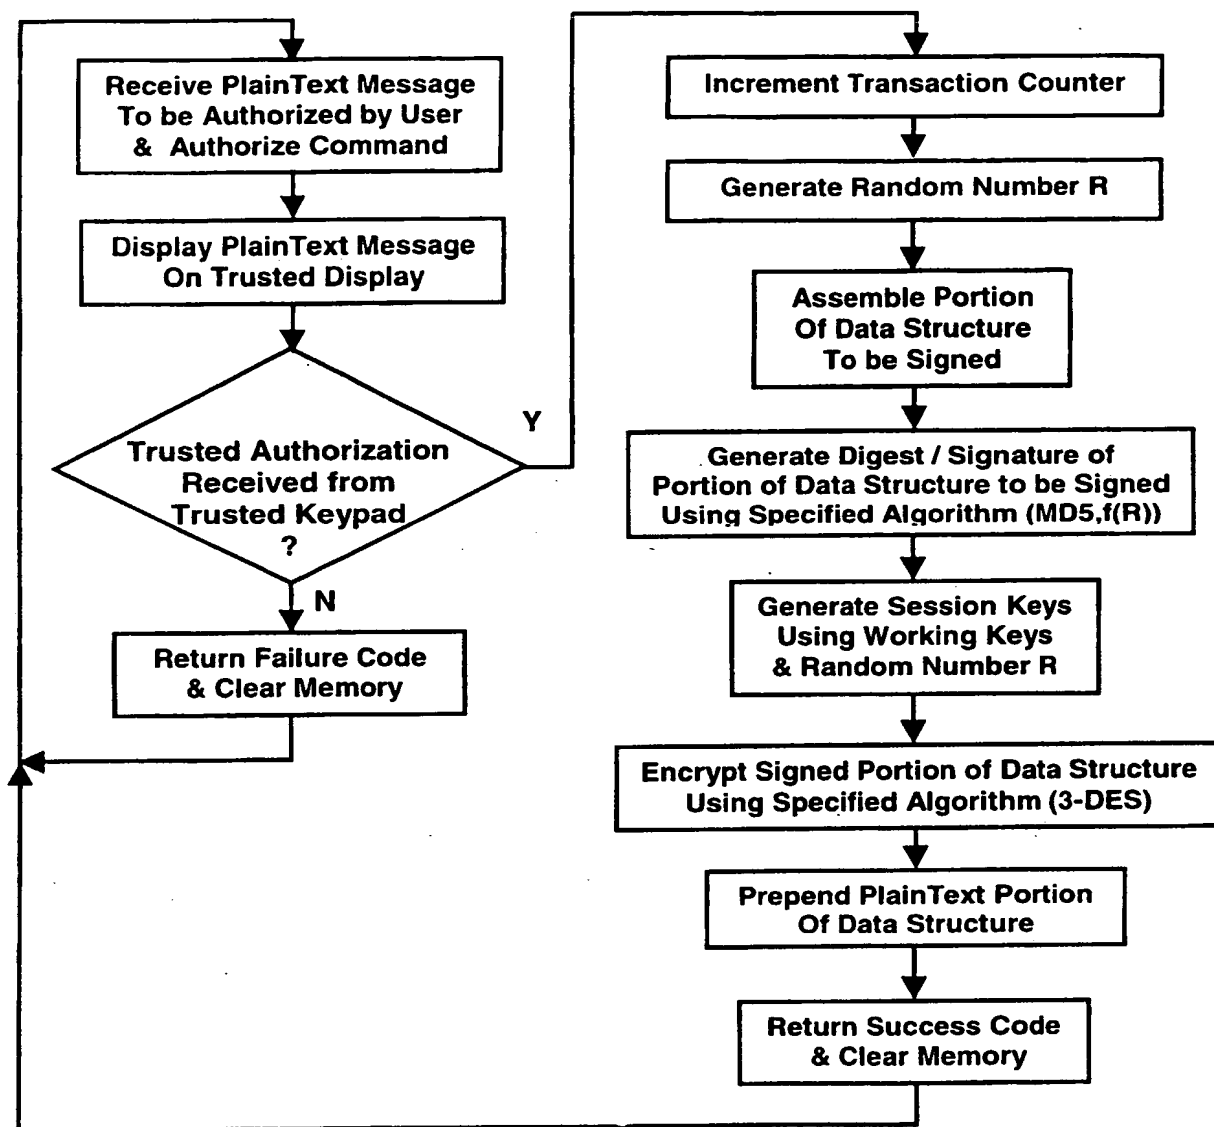 Receive PlainText Message
To be Authorized by User
& Authorize Command
Display PlainText Message
On Trusted Display
Trusted Authorization
Received from
Trusted Keypad
?
Y
N
Return Failure Code
& Clear Memory
Increment Transaction Counter
Generate Random Number R
Assemble Portion
Of Data Structure
To be Signed
Generate Digest / Signature of
Portion of Data Structure to be Signed
Using Specified Algorithm (MD5,f(R))
Generate Session Keys
Using Working Keys
& Random Number R
Encrypt Signed Portion of Data Structure
Using Specified Algorithm (3-DES)
Prepend PlainText Portion
Of Data Structure
Return Success Code
& Clear Memory